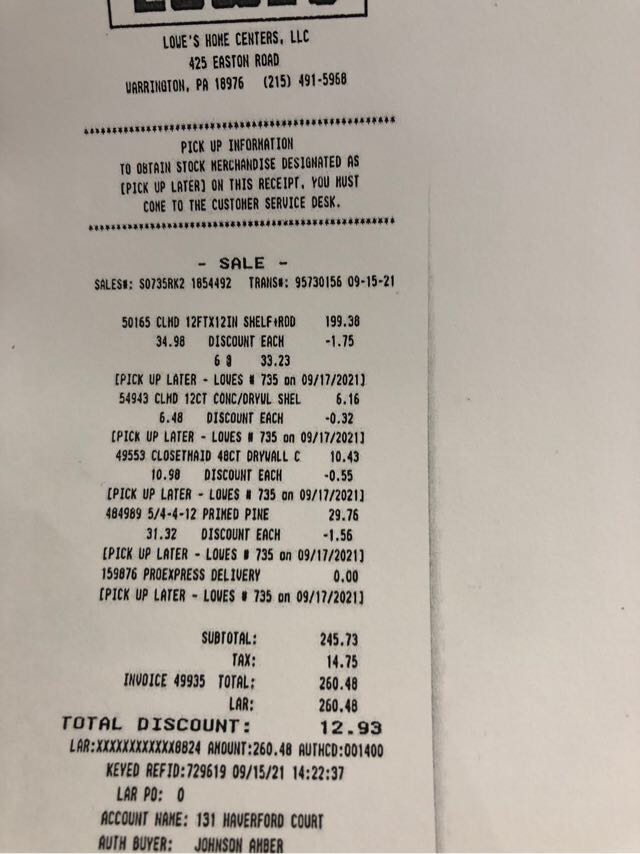 LOWE'S HOME CENTERS, LLC
425 EASTON ROAD
WARRINGTON, PA 18976 (215) 491-5968
PICK UP INFORMATION
TO OBTAIN STOCK MERCHANDISE DESIGNATED AS
[PICK UP LATER] ON THIS RECEIPT, YOU MUST
COME TO THE CUSTOMER SERVICE DESK.
- SALE -
SALES#: S0735RK2 1854492 TRANS#: 95730156 09-15-21
50165 CLMD 12FTX12IN SHELF+ROD 199.38
34.98 DISCOUNT EACH -1.75
6 @ 33.23
[PICK UP LATER - LOWES # 735 on 09/17/2021]
54943 CLMD 12CT CONC/DRYWL SHEL 6.16
6.48 DISCOUNT EACH -0.32
[PICK UP LATER - LOWES # 735 on 09/17/2021]
49553 CLOSETMAID 48CT DRYWALL C 10.43
10.98 DISCOUNT EACH -0.55
[PICK UP LATER - LOWES # 735 on 09/17/2021]
484989 5/4-4-12 PRIMED PINE 29.76
31.32 DISCOUNT EACH -1.56
[PICK UP LATER - LOWES # 735 on 09/17/2021]
159876 PROEXPRESS DELIVERY 0.00
[PICK UP LATER - LOWES # 735 on 09/17/2021]
SUBTOTAL: 245.73
TAX: 14.75
INVOICE 49935 TOTAL: 260.48
LAR: 260.48
TOTAL DISCOUNT: 12.93
LAR:XXXXXXXXXXXX8824 AMOUNT:260.48 AUTHCD:001400
KEYED REFID:729619 09/15/21 14:22:37
LAR PO: 0
ACCOUNT NAME: 131 HAVERFORD COURT
AUTH BUYER: JOHNSON AMBER